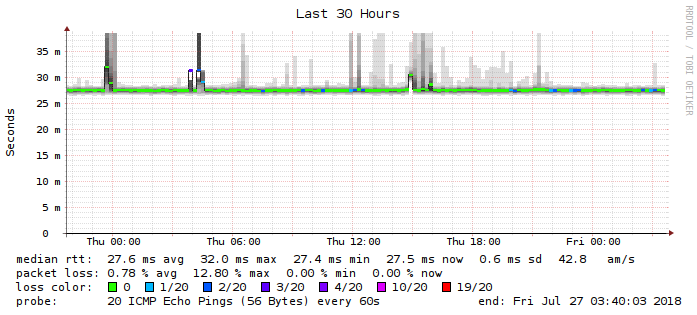 Last 30 Hours
RRDTOOL / TOBI OETIKER
Seconds
35 m
30 m
25 m
20 m
15 m
10 m
5 m
0
Thu 00:00 Thu 06:00 Thu 12:00 Thu 18:00 Fri 00:00
median rtt: 27.6 ms avg 32.0 ms max 27.4 ms min 27.5 ms now 0.6 ms sd 42.8 am/s
packet loss: 0.78 % avg 12.80 % max 0.00 % min 0.00 % now
loss color: 0 1/20 2/20 3/20 4/20 10/20 19/20
probe: 20 ICMP Echo Pings (56 Bytes) every 60s end: Fri Jul 27 03:40:03 2018